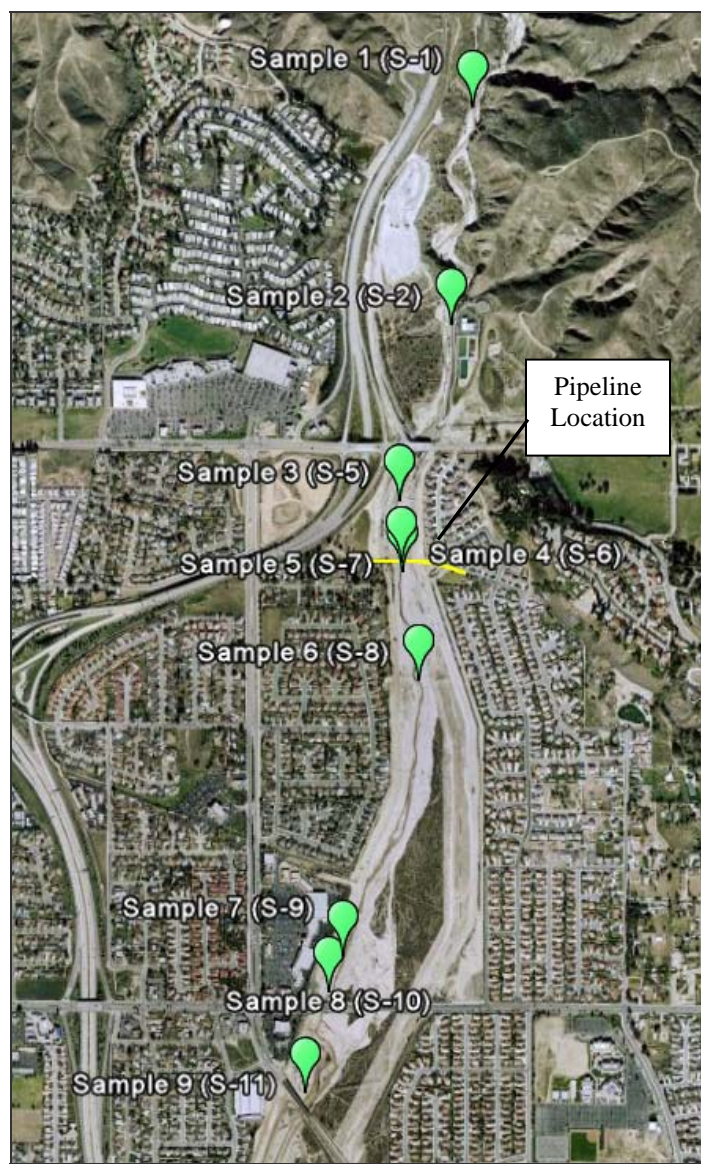 Sample 1 (S-1)
Sample 2 (S-2)
Pipeline
Location
Sample 3 (S-5)
Sample 4 (S-6)
Sample 5 (S-7)
Sample 6 (S-8)
Sample 7 (S-9)
Sample 8 (S-10)
Sample 9 (S-11)